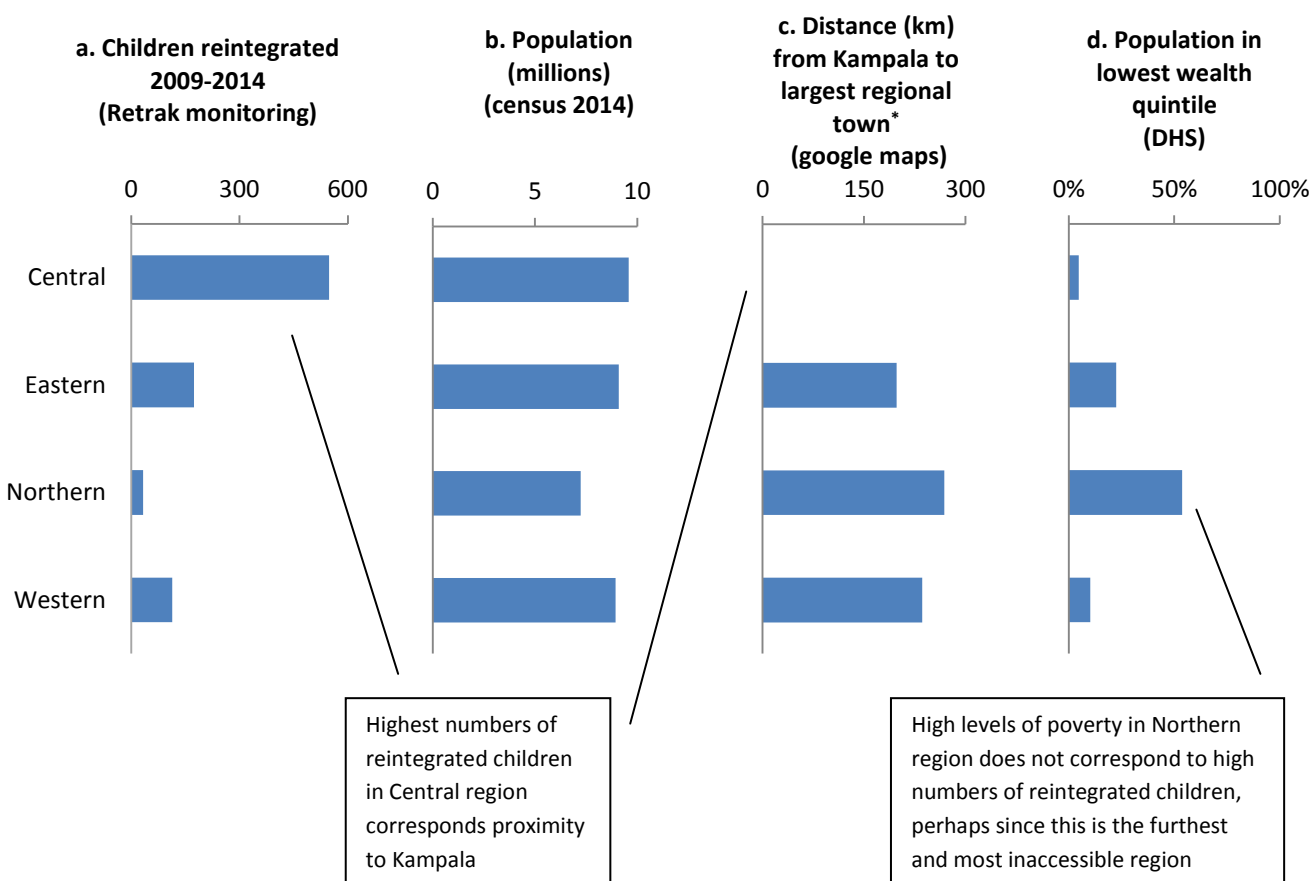 a. Children reintegrated
2009-2014
(Retrak monitoring)
b. Population
(millions)
(census 2014)
c. Distance (km)
from Kampala to
largest regional
town*
(google maps)
d. Population in
lowest wealth
quintile
(DHS)
0 300 600
0 5 10
0 150 300
0% 50% 100%
Central
Eastern
Northern
Western
Highest numbers of
reintegrated children
in Central region
corresponds proximity
to Kampala
High levels of poverty in Northern
region does not correspond to high
numbers of reintegrated children,
perhaps since this is the furthest
and most inaccessible region